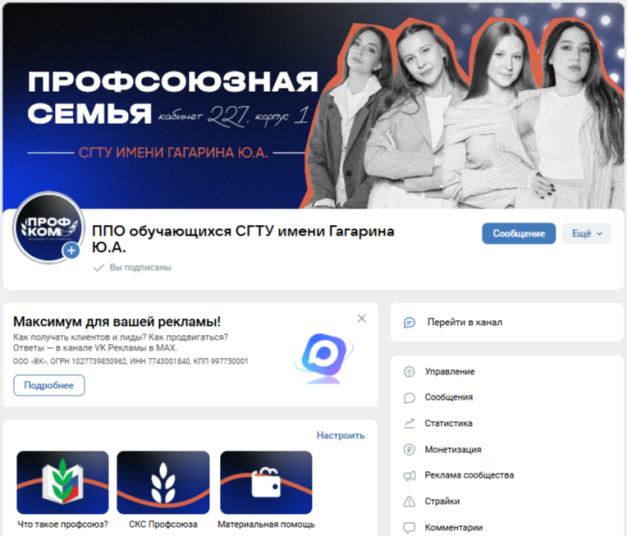 ПРОФСОЮЗНАЯ
СЕМЬЯ кабинет 227. корпус 1
СГТУ ИМЕНИ ГАГАРИНА Ю.А.
ПРОФ
КОМ
ППО обучающихся СГТУ имени Гагарина
Ю.А.
Вы подписаны
Сообщение
Ещё
Максимум для вашей рекламы!
Как получать клиентов и лиды? Как продвигаться?
Ответы — в канале VK Рекламы в MAX.
ООО «ВК», ОГРН 1027739850962, ИНН 7743001840, КПП 997750001
Подробнее
Настроить
Что такое профсоюз?
СКС Профсоюза
Материальная помощь
Перейти в канал
Управление
Сообщения
Статистика
Монетизация
Реклама сообщества
Страйки
Комментарии